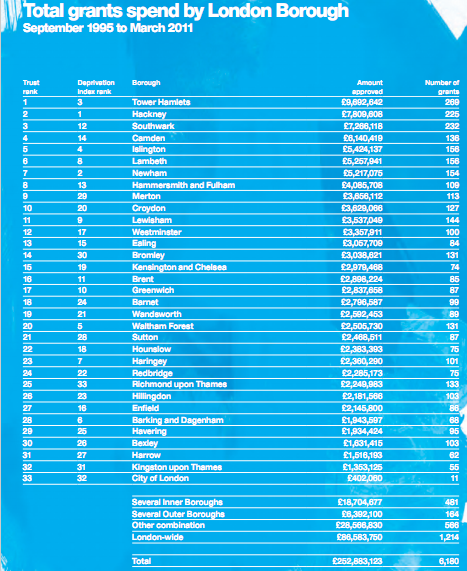 Total grants spend by London Borough
September 1995 to March 2011
Trust rank Deprivation index rank Borough Amount approved Number of grants
1 3 Tower Hamlets £9,892,842 269
2 1 Hackney £7,809,808 225
3 12 Southwark £7,266,118 232
4 14 Camden £6,140,419 138
5 4 Islington £5,424,137 158
6 8 Lambeth £5,257,941 156
7 2 Newham £5,217,075 154
8 13 Hammersmith and Fulham £4,085,708 109
9 29 Merton £3,856,112 113
10 20 Croydon £3,829,066 127
11 9 Lewisham £3,537,049 144
12 17 Westminster £3,357,911 100
13 15 Ealing £3,057,709 84
14 30 Bromley £3,038,621 131
15 19 Kensington and Chelsea £2,979,468 74
16 11 Brent £2,898,224 85
17 10 Greenwich £2,837,656 87
18 24 Barnet £2,796,587 99
19 21 Wandsworth £2,592,453 89
20 5 Waltham Forest £2,505,730 131
21 28 Sutton £2,468,511 87
22 18 Hounslow £2,383,393 75
23 7 Haringey £2,360,290 101
24 22 Redbridge £2,285,173 75
25 33 Richmond upon Thames £2,246,983 133
26 23 Hillingdon £2,181,566 103
27 16 Enfield £2,145,800 86
28 6 Barking and Dagenham £1,943,597 68
29 25 Havering £1,934,424 95
30 26 Bexley £1,631,415 103
31 27 Harrow £1,516,193 62
32 31 Kingston upon Thames £1,353,125 55
33 32 City of London £402,060 11
Several Inner Boroughs £18,704,677 461
Several Outer Boroughs £6,392,100 164
Other combination £28,568,830 586
London-wide £86,583,750 1,214
Total £252,883,123 6,180